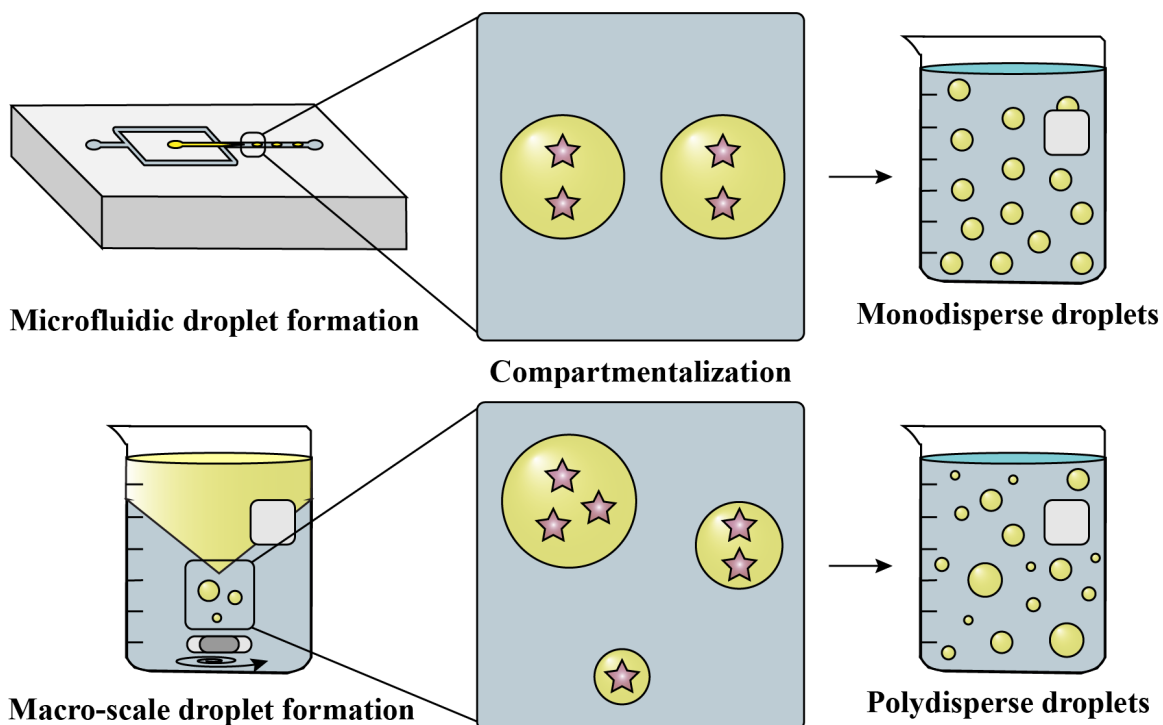 Microfluidic droplet formation
Monodisperse droplets
Compartmentalization
Macro-scale droplet formation
Polydisperse droplets